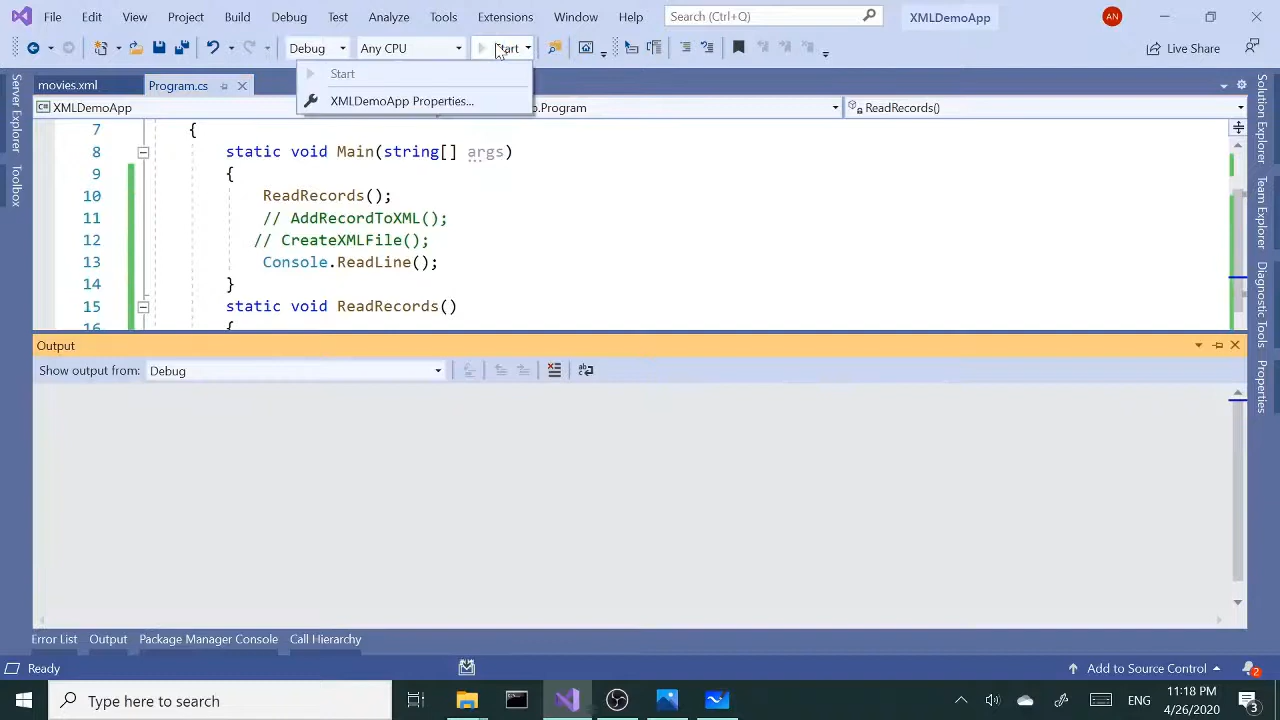 File Edit View Project Build Debug Test Analyze Tools Extensions Window Help Search (Ctrl+Q) XMLDemoApp AN
Debug Any CPU Start Live Share
movies.xml Program.cs Start
XMLDemoApp .Program ReadRecords()
XMLDemoApp Properties...
7 {
8 static void Main(string[] args)
9 {
10 ReadRecords();
11 // AddRecordToXML();
12 // CreateXMLFile();
13 Console.ReadLine();
14 }
15 static void ReadRecords()
16 {
Output
Show output from: Debug
Error List Output Package Manager Console Call Hierarchy
Ready Add to Source Control 2
Type here to search ENG 11:18 PM 3
4/26/2020
Server Explorer
Toolbox
Solution Explorer
Team Explorer
Diagnostic Tools
Properties